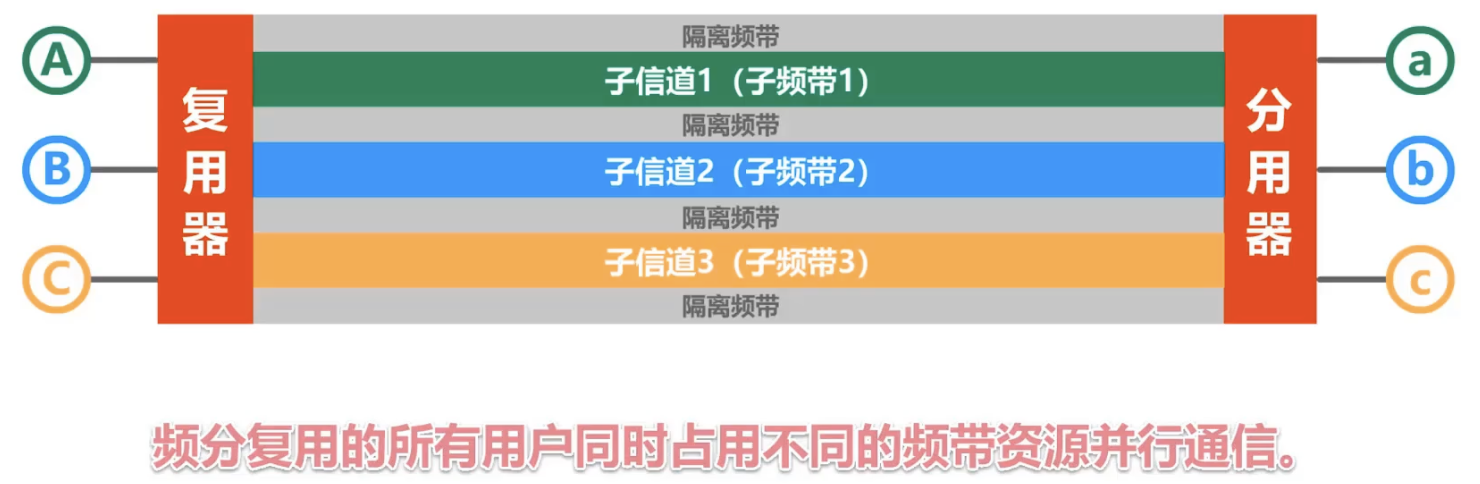 隔离频带
A
子信道1（子频带1）
a
隔离频带
复用器
B
子信道2（子频带2）
分用器
b
隔离频带
C
子信道3（子频带3）
c
隔离频带
频分复用的所有用户同时占用不同的频带资源并行通信。